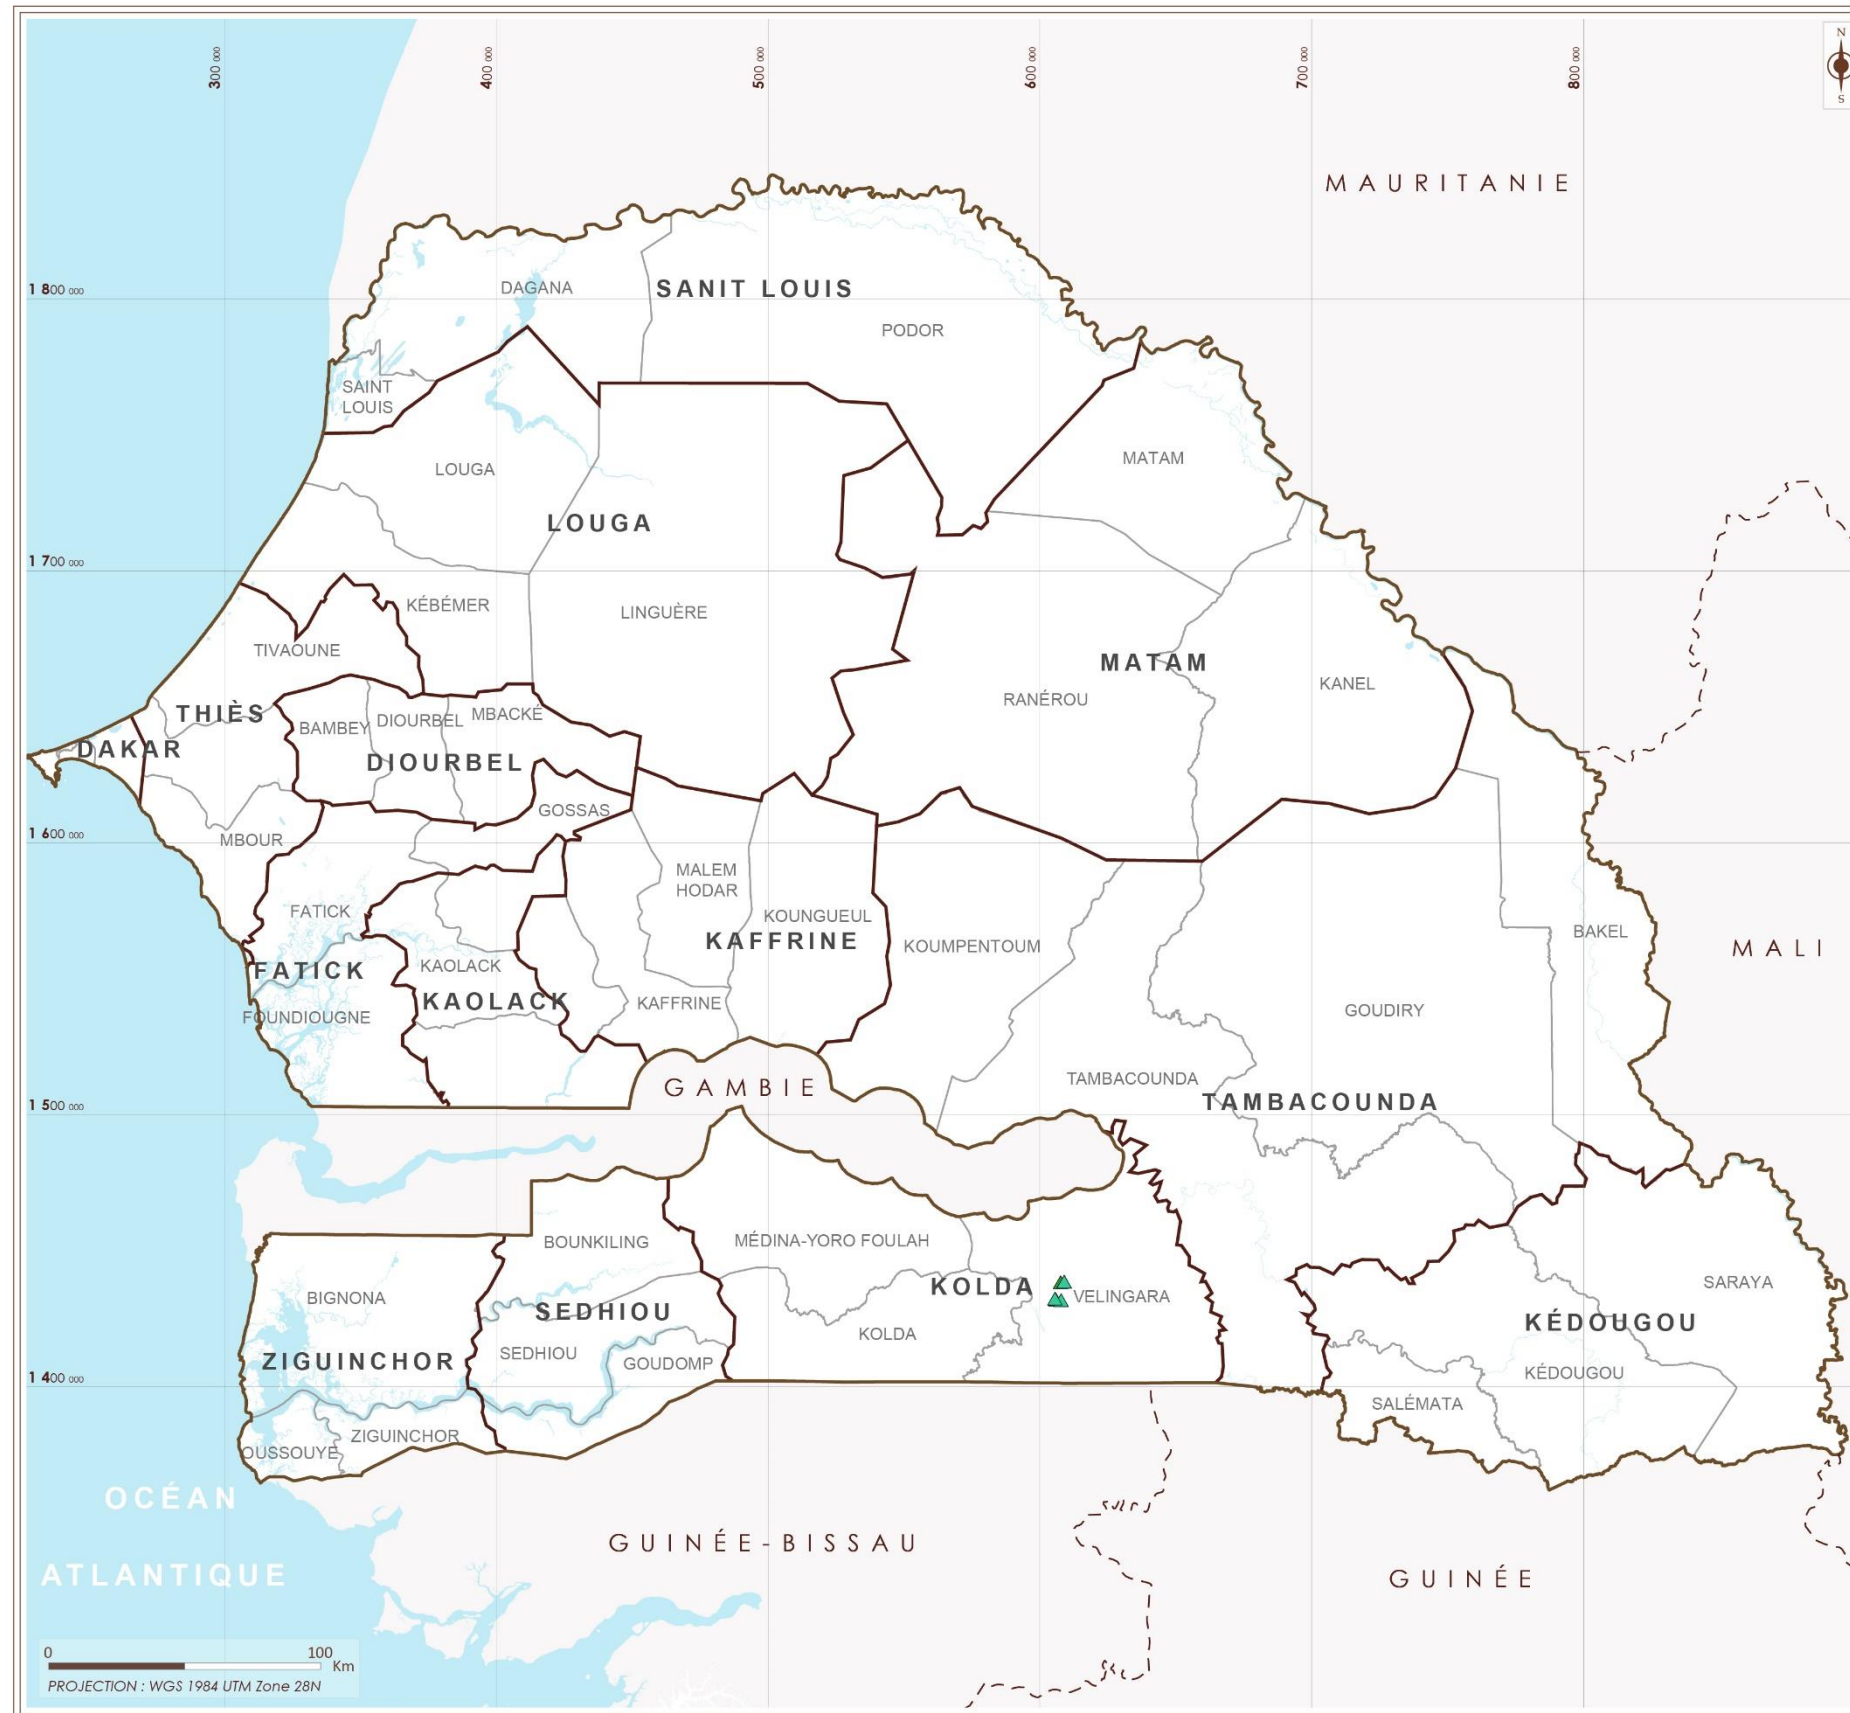 300 000
400 000
500 000
600 000
700 000
800 000
N
S
MAURITANIE
1 800 000
DAGANA
SANIT LOUIS
PODOR
SAINT
LOUIS
MATAM
LOUGA
LOUGA
1 700 000
KÉBÉMER
LINGUÈRE
TIVAOUNE
MATAM
KANEL
RANÉROU
THIÈS
BAMBEY
DIOURBEL
MBACKÉ
DAKAR
DIOURBEL
GOSSAS
1 600 000
MBOUR
MALEM
HODAR
FATICK
KOUNGUEUL
BAKEL
KAFFRINE
KOUMPENTOUM
MALI
FATICK
KAOLACK
KAOLACK
KAFFRINE
GOUDIRY
FOUNDIOUGNE
TAMBACOUNDA
GAMBIE
1 500 000
TAMBACOUNDA
BOUNKILING
MÉDINA-YORO FOULAH
SARAYA
KOLDA
VELINGARA
BIGNONA
SEDHIOU
KÉDOUGOU
KOLDA
SEDHIOU
GOUDOMP
ZIGUINCHOR
KÉDOUGOU
1 400 000
SALÉMATA
ZIGUINCHOR
OUSSOUYE
OCÉAN
ATLANTIQUE
GUINÉE-BISSAU
GUINÉE
0 100
Km
PROJECTION : WGS 1984 UTM Zone 28N